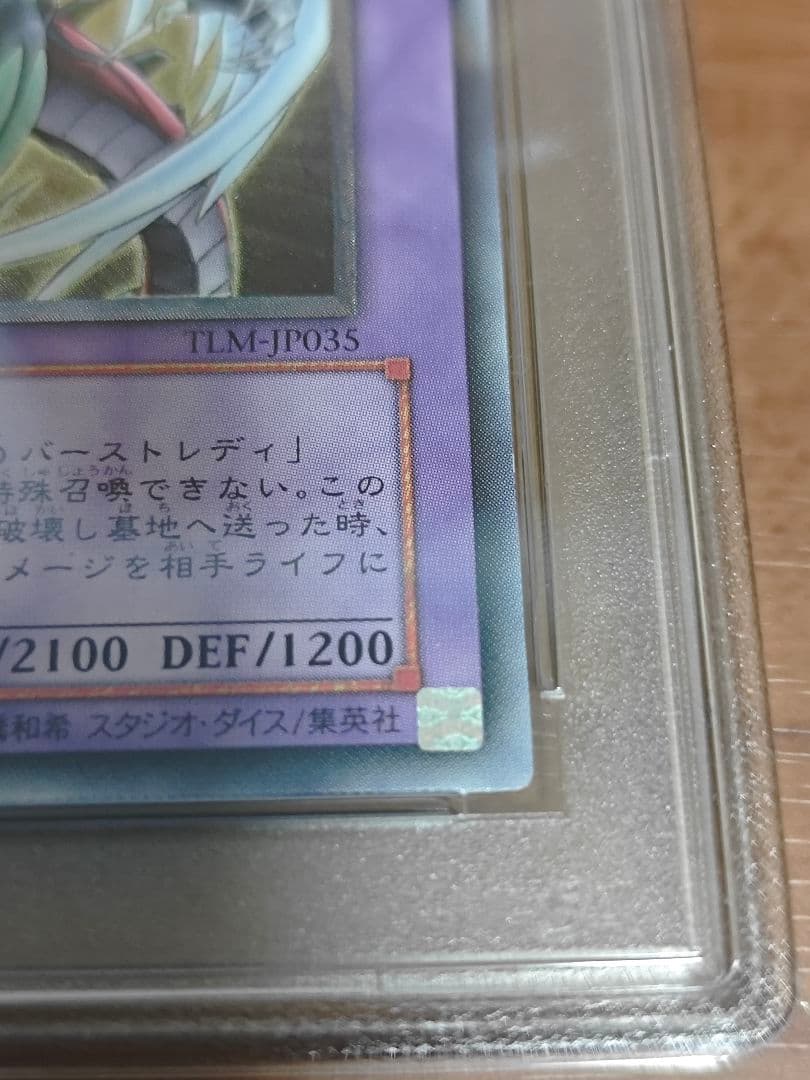 TLM-JP035
バーストレディ」
特殊召喚できない。この
破壊し墓地へ送った時、
メージを相手ライフに
/2100 DEF/1200
和希 スタジオ・ダイス/集英社